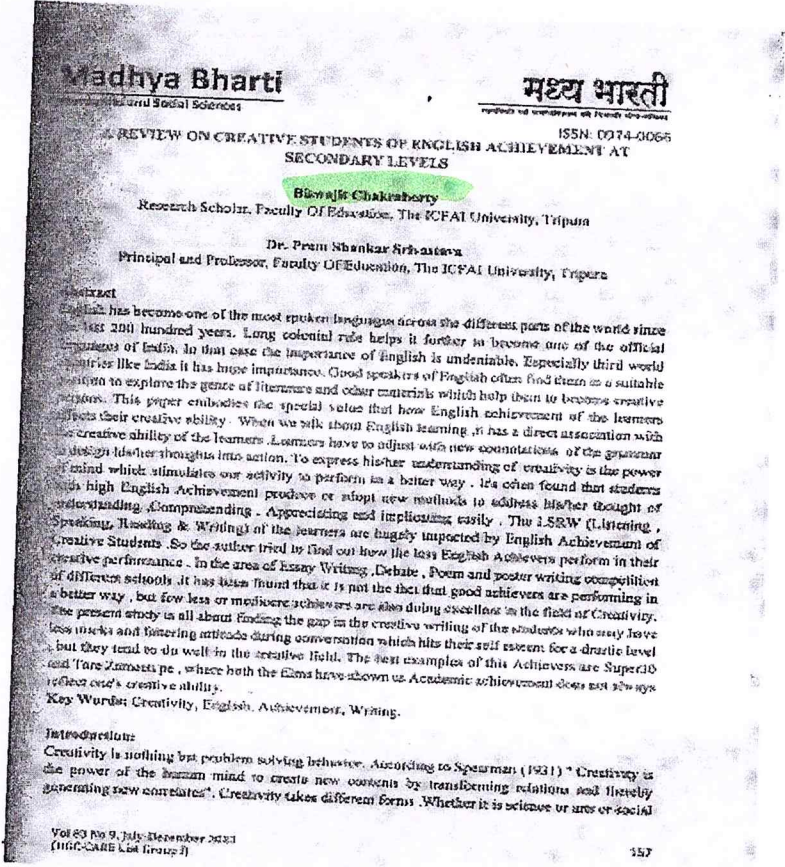 Madhya Bharti
and Social Sciences
मध्य भारती
ISSN: 0974-0066
A REVIEW ON CREATIVE STUDENTS OF ENGLISH ACHIEVEMENT AT
SECONDARY LEVELS
Biswajit Chakraborty
Research Scholar, Faculty Of Education, The ICFAI University, Tripura
Dr. Prem Shankar Srivastava
Principal and Professor, Faculty Of Education, The ICFAI University, Tripura
Abstract
English has become one of the most spoken languages across the different parts of the world since
the last 200 hundred years. Long colonial rule helps it further to become one of the official
languages of India. In that case the importance of English is undeniable. Especially third world
countries like India it has huge importance. Good speakers of English often find them in a suitable
position to explore the genre of literature and other materials which help them to become creative
persons. This paper embodies the special value that how English achievement of the learners
affects their creative ability . When we talk about English learning ,it has a direct association with
the creative ability of the learners .Learners have to adjust with new connotations of the grammar
to design his/her thoughts into action. To express his/her understanding of creativity is the power
of mind which stimulates our activity to perform in a better way . It's often found that students
with high English Achievement produce or adopt new methods to address his/her thought of
understanding ,Comprehending . Appreciating and implicating easily . The LSRW (Listening ,
Speaking, Reading & Writing) of the learners are hugely impacted by English Achievement of
Creative Students .So the author tried to find out how the less English Achievers perform in their
creative performance . In the area of Essay Writing ,Debate , Poem and poster writing competition
of different schools .it has been found that it is not the fact that good achievers are performing in
a better way , but few less or mediocre achievers are also doing excellent in the field of Creativity.
The present study is all about finding the gap in the creative writing of the students who may have
less marks and faltering attitude during conversation which hits their self esteem for a drastic level
, but they tend to do well in the creative field. The best examples of this Achievers are Super30
and Tare Zameen pe , where both the films have shown us Academic achievement does not always
reflect one's creative ability.
Key Words: Creativity, English, Achievement, Writing.
Introduction:
Creativity is nothing but problem solving behavior. According to Spearman (1931) " Creativity is
the power of the human mind to create new contents by transforming relations and thereby
generating new correlates". Creativity takes different forms .Whether it is science or arts or social
Vol 83 No 9, July-December
(UGC-CARE List Group I)
157